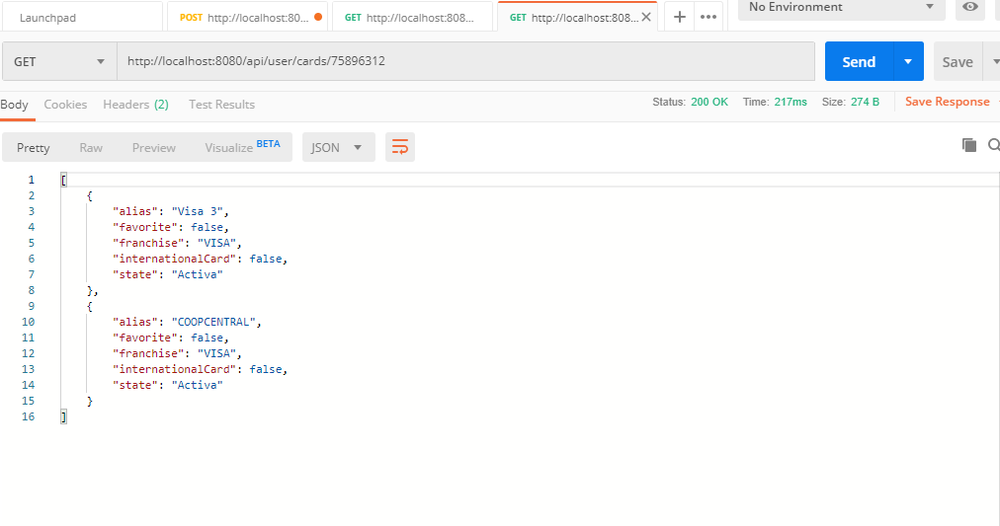 Launchpad
POST http://localhost:80...
GET http://localhost:808...
GET http://localhost:808...
No Environment
GET
http://localhost:8080/api/user/cards/75896312
Send
Save
Body Cookies Headers (2) Test Results
Status: 200 OK Time: 217ms Size: 274 B Save Response
Pretty Raw Preview Visualize BETA JSON
1 [
2 {
3 "alias": "Visa 3",
4 "favorite": false,
5 "franchise": "VISA",
6 "internationalCard": false,
7 "state": "Activa"
8 },
9 {
10 "alias": "COOPCENTRAL",
11 "favorite": false,
12 "franchise": "VISA",
13 "internationalCard": false,
14 "state": "Activa"
15 }
16 ]